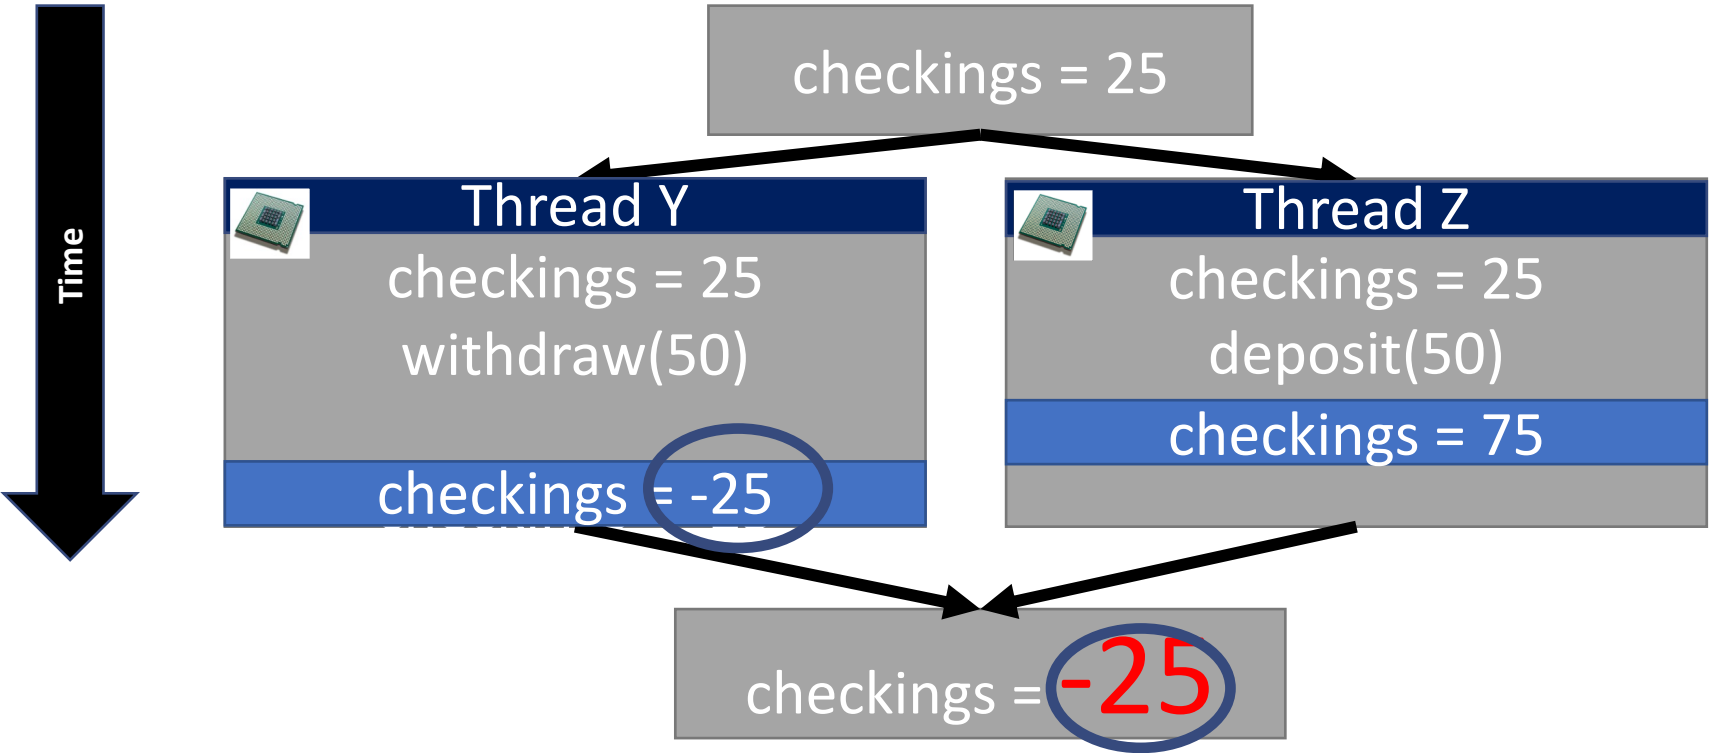 checkings = 25
Time
Thread Y
checkings = 25
withdraw(50)
checkings = -25
Thread Z
checkings = 25
deposit(50)
checkings = 75
checkings = -25